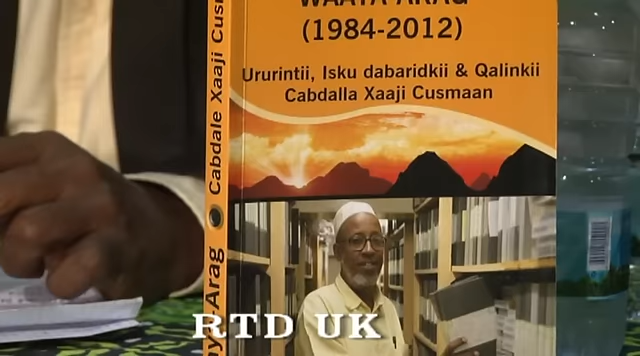 WAAYA-ARAG
(1984-2012)
Ururintii, Isku dabaridkii & Qalinkii
Cabdalla Xaaji Cusmaan
Cabdale Xaaji Cusm
Arag
RTD UK